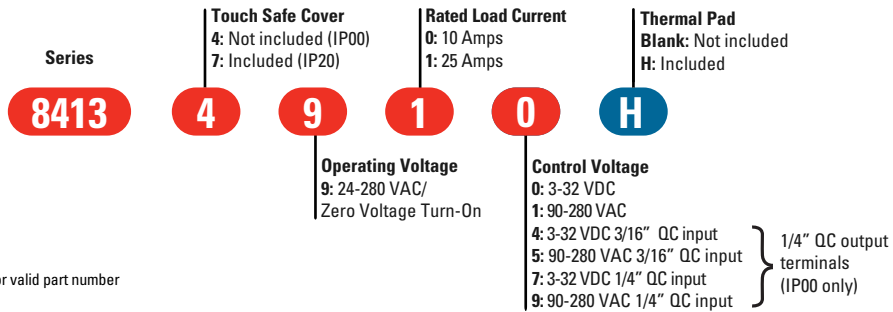 Touch Safe Cover
4: Not included (IP00)
7: Included (IP20)
Rated Load Current
0: 10 Amps
1: 25 Amps
Thermal Pad
Blank: Not included
H: Included
Series
8413
4
9
1
0
H
Operating Voltage
9: 24-280 VAC/
Zero Voltage Turn-On
Control Voltage
0: 3-32 VDC
1: 90-280 VAC
4: 3-32 VDC 3/16" QC input
5: 90-280 VAC 3/16" QC input
7: 3-32 VDC 1/4" QC input
9: 90-280 VAC 1/4" QC input
1/4" QC output
terminals
(IP00 only)
or valid part number